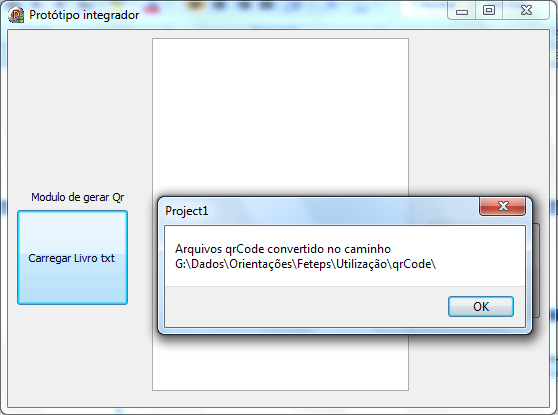 Protótipo integrador
Modulo de gerar Qr
Carregar Livro txt
Project1
Arquivos qrCode convertido no caminho
G:\Dados\Orientações\Feteps\Utilização\qrCode\
OK